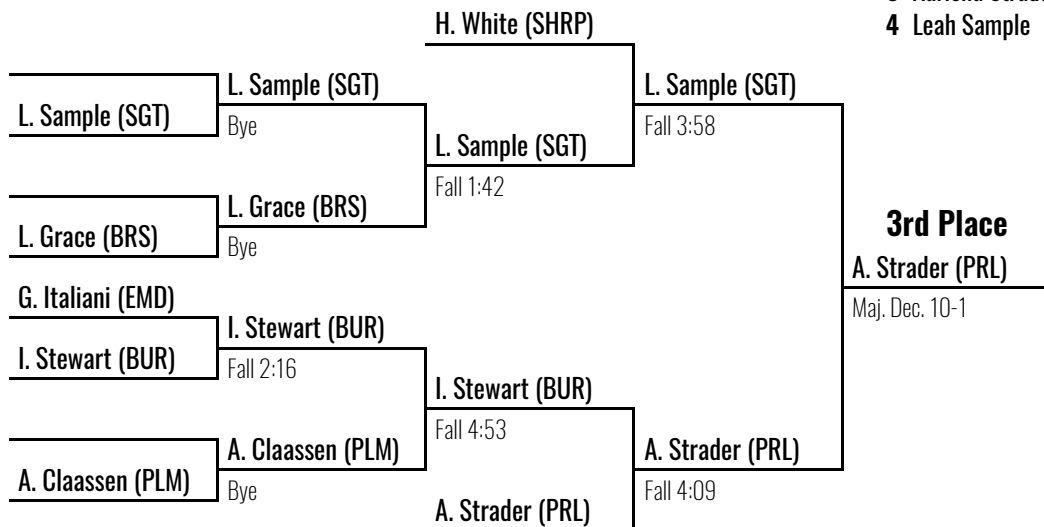 H. White (SHRP)
4 Leah Sample
L. Sample (SGT)
L. Sample (SGT)
L. Sample (SGT)
Bye
Fall 3:58
L. Sample (SGT)
Fall 1:42
L. Grace (BRS)
L. Grace (BRS)
Bye
3rd Place
A. Strader (PRL)
Maj. Dec. 10-1
G. Italiani (EMD)
I. Stewart (BUR)
I. Stewart (BUR)
Fall 2:16
I. Stewart (BUR)
Fall 4:53
A. Claassen (PLM)
A. Claassen (PLM)
Bye
A. Strader (PRL)
Fall 4:09
A. Strader (PRL)